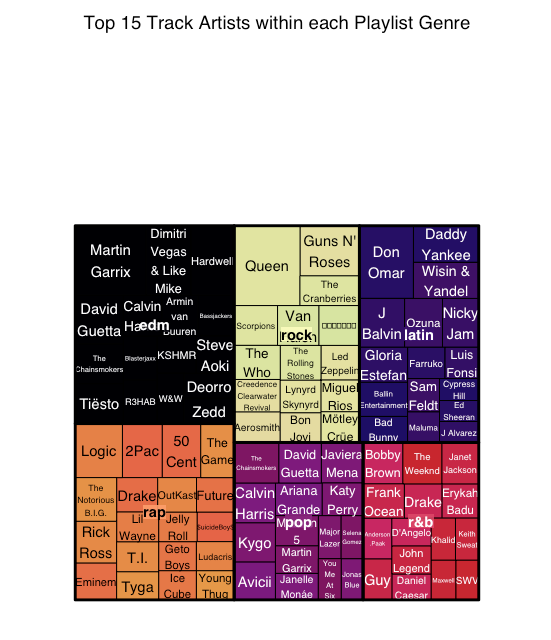 Top 15 Track Artists within each Playlist Genre
Martin
Garrix
Dimitri
Vegas
& Like
Mike
Hardwell
David
Guetta
Calvin
Armin
van
Buuren
Bassjackers
edm
The
Chainsmokers
Blasterjaxx
KSHMR
Steve
Aoki
Tiësto
R3HAB
W&W
Deorro
Zedd
Queen
Guns N'
Roses
The
Cranberries
Scorpions
Van
rock
The
Who
The
Rolling
Stones
Led
Zeppelin
Creedence
Clearwater
Revival
Lynyrd
Skynyrd
Miguel
Rios
Aerosmith
Bon
Jovi
Mötley
Crüe
Don
Omar
Daddy
Yankee
Wisin &
Yandel
J
Balvin
Ozuna
Nicky
Jam
latin
Gloria
Estefan
Farruko
Luis
Fonsi
Ballin
Entertainment
Sam
Feldt
Cypress
Hill
Ed
Sheeran
Bad
Bunny
Maluma
J Alvarez
Logic
2Pac
50
Cent
The
Game
The
Notorious
B.I.G.
Drake
OutKast
Future
rap
Rick
Ross
Lil
Wayne
Jelly
Roll
$uicideBoy$
T.I.
Geto
Boys
Ludacris
Eminem
Tyga
Ice
Cube
Young
Thug
The
Chainsmokers
David
Guetta
Javiera
Mena
Calvin
Harris
Ariana
Grande
Katy
Perry
pop
Kygo
5
Major
Lazer
Selena
Gomez
Martin
Garrix
Avicii
Janelle
Monáe
You
Me
At
Six
Jonas
Blue
Bobby
Brown
The
Weeknd
Janet
Jackson
Frank
Ocean
Drake
Erykah
Badu
r&b
Anderson
.Paak
D'Angelo
Khalid
Keith
Sweat
John
Legend
Guy
Daniel
Caesar
Maxwell
SWV